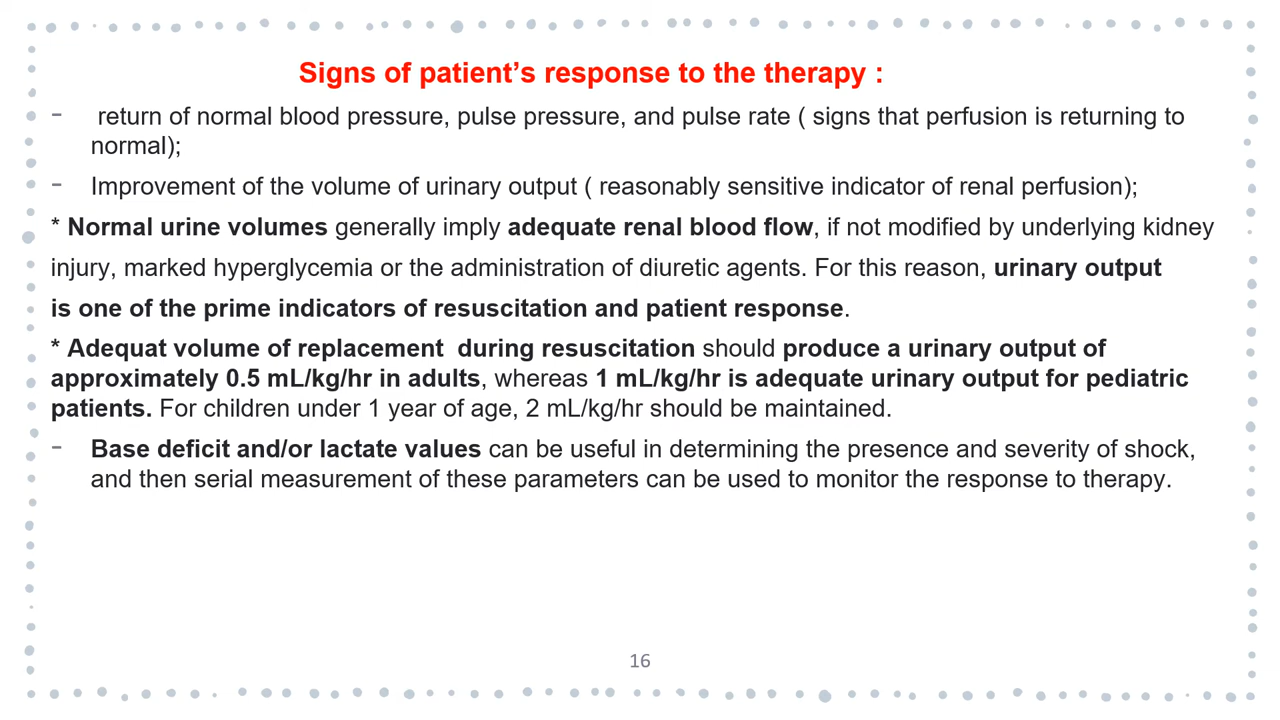 Signs of patient’s response to the therapy :
- return of normal blood pressure, pulse pressure, and pulse rate ( signs that perfusion is returning to
normal);
- Improvement of the volume of urinary output ( reasonably sensitive indicator of renal perfusion);
* Normal urine volumes generally imply adequate renal blood flow, if not modified by underlying kidney
injury, marked hyperglycemia or the administration of diuretic agents. For this reason, urinary output
is one of the prime indicators of resuscitation and patient response.
* Adequat volume of replacement  during resuscitation should produce a urinary output of
approximately 0.5 mL/kg/hr in adults, whereas 1 mL/kg/hr is adequate urinary output for pediatric
patients. For children under 1 year of age, 2 mL/kg/hr should be maintained.
- Base deficit and/or lactate values can be useful in determining the presence and severity of shock,
and then serial measurement of these parameters can be used to monitor the response to therapy.
16